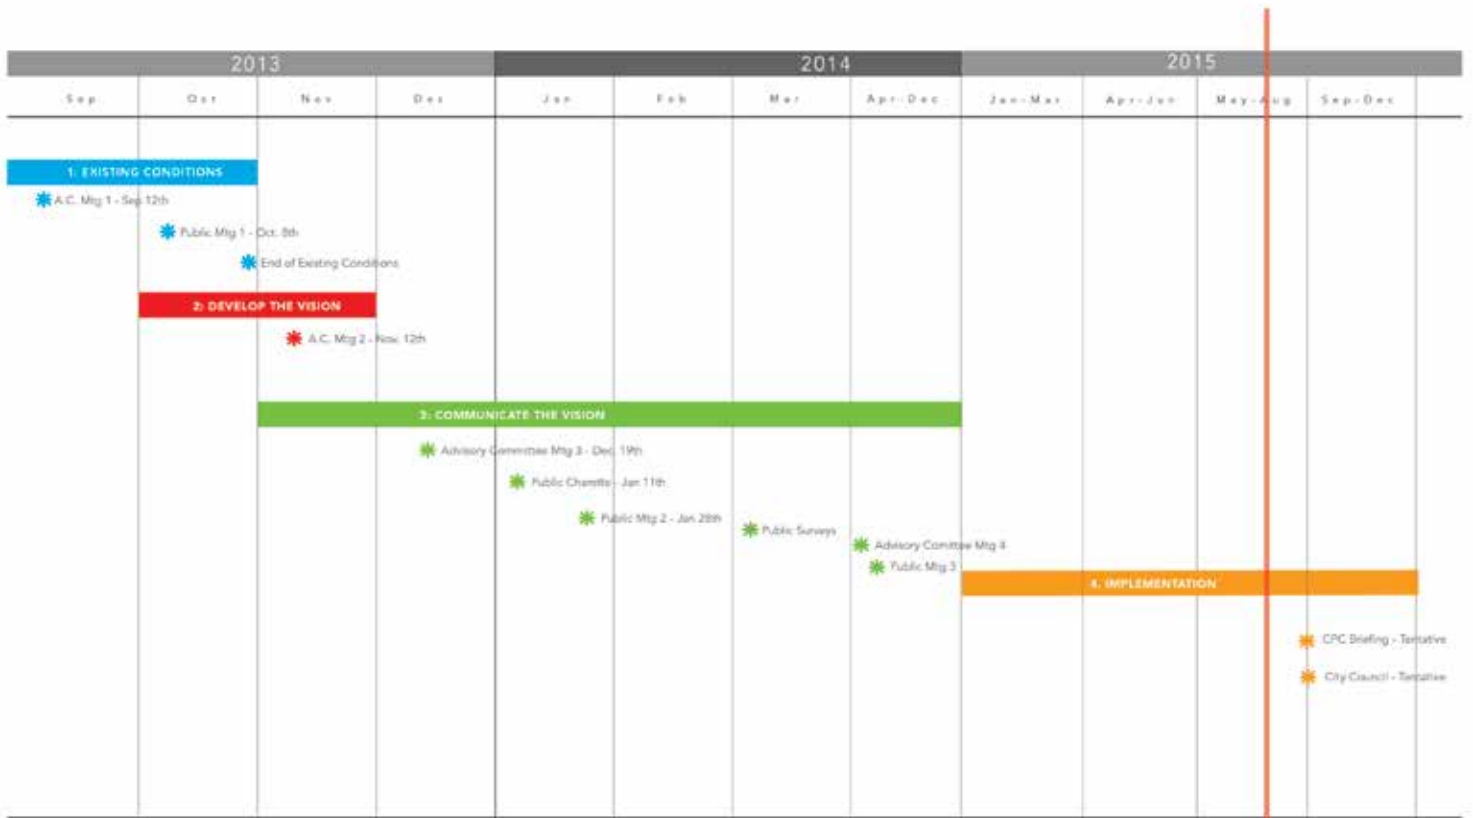 2013 2014 2015
Sep Oct Nov Dec Jan Feb Mar Apr-Dec Jan-Mar Apr-Jun May-Aug Sep-Dec
1: EXISTING CONDITIONS
A.C. Mtg 1 - Sep 12th
Public Mtg 1 - Oct. 8th
End of Existing Conditions
2: DEVELOP THE VISION
A.C. Mtg 2 - Nov. 12th
3: COMMUNICATE THE VISION
Advisory Committee Mtg 3 - Dec. 19th
Public Charette - Jan 11th
Public Mtg 2 - Jan 28th
Public Surveys
Advisory Comittee Mtg 4
Public Mtg 3
4. IMPLEMENTATION
CPC Briefing - Tentative
City Council - Tentative